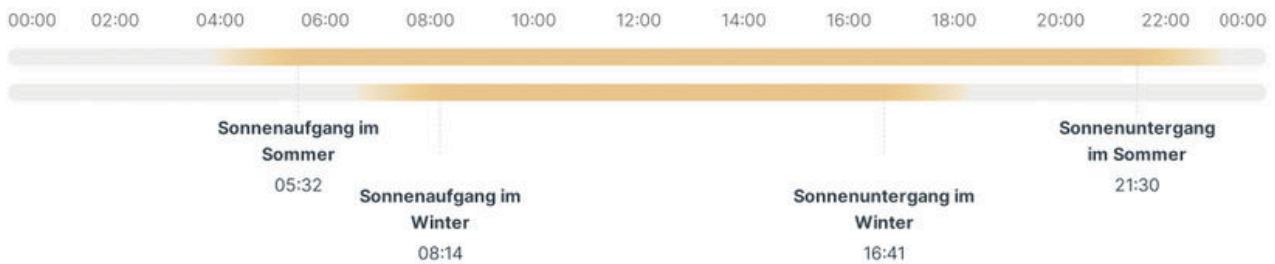 00:00 02:00 04:00 06:00 08:00 10:00 12:00 14:00 16:00 18:00 20:00 22:00 00:00
Sonnenaufgang im
Sommer
05:32
Sonnenaufgang im
Winter
08:14
Sonnenuntergang im
Winter
16:41
Sonnenuntergang
im Sommer
21:30